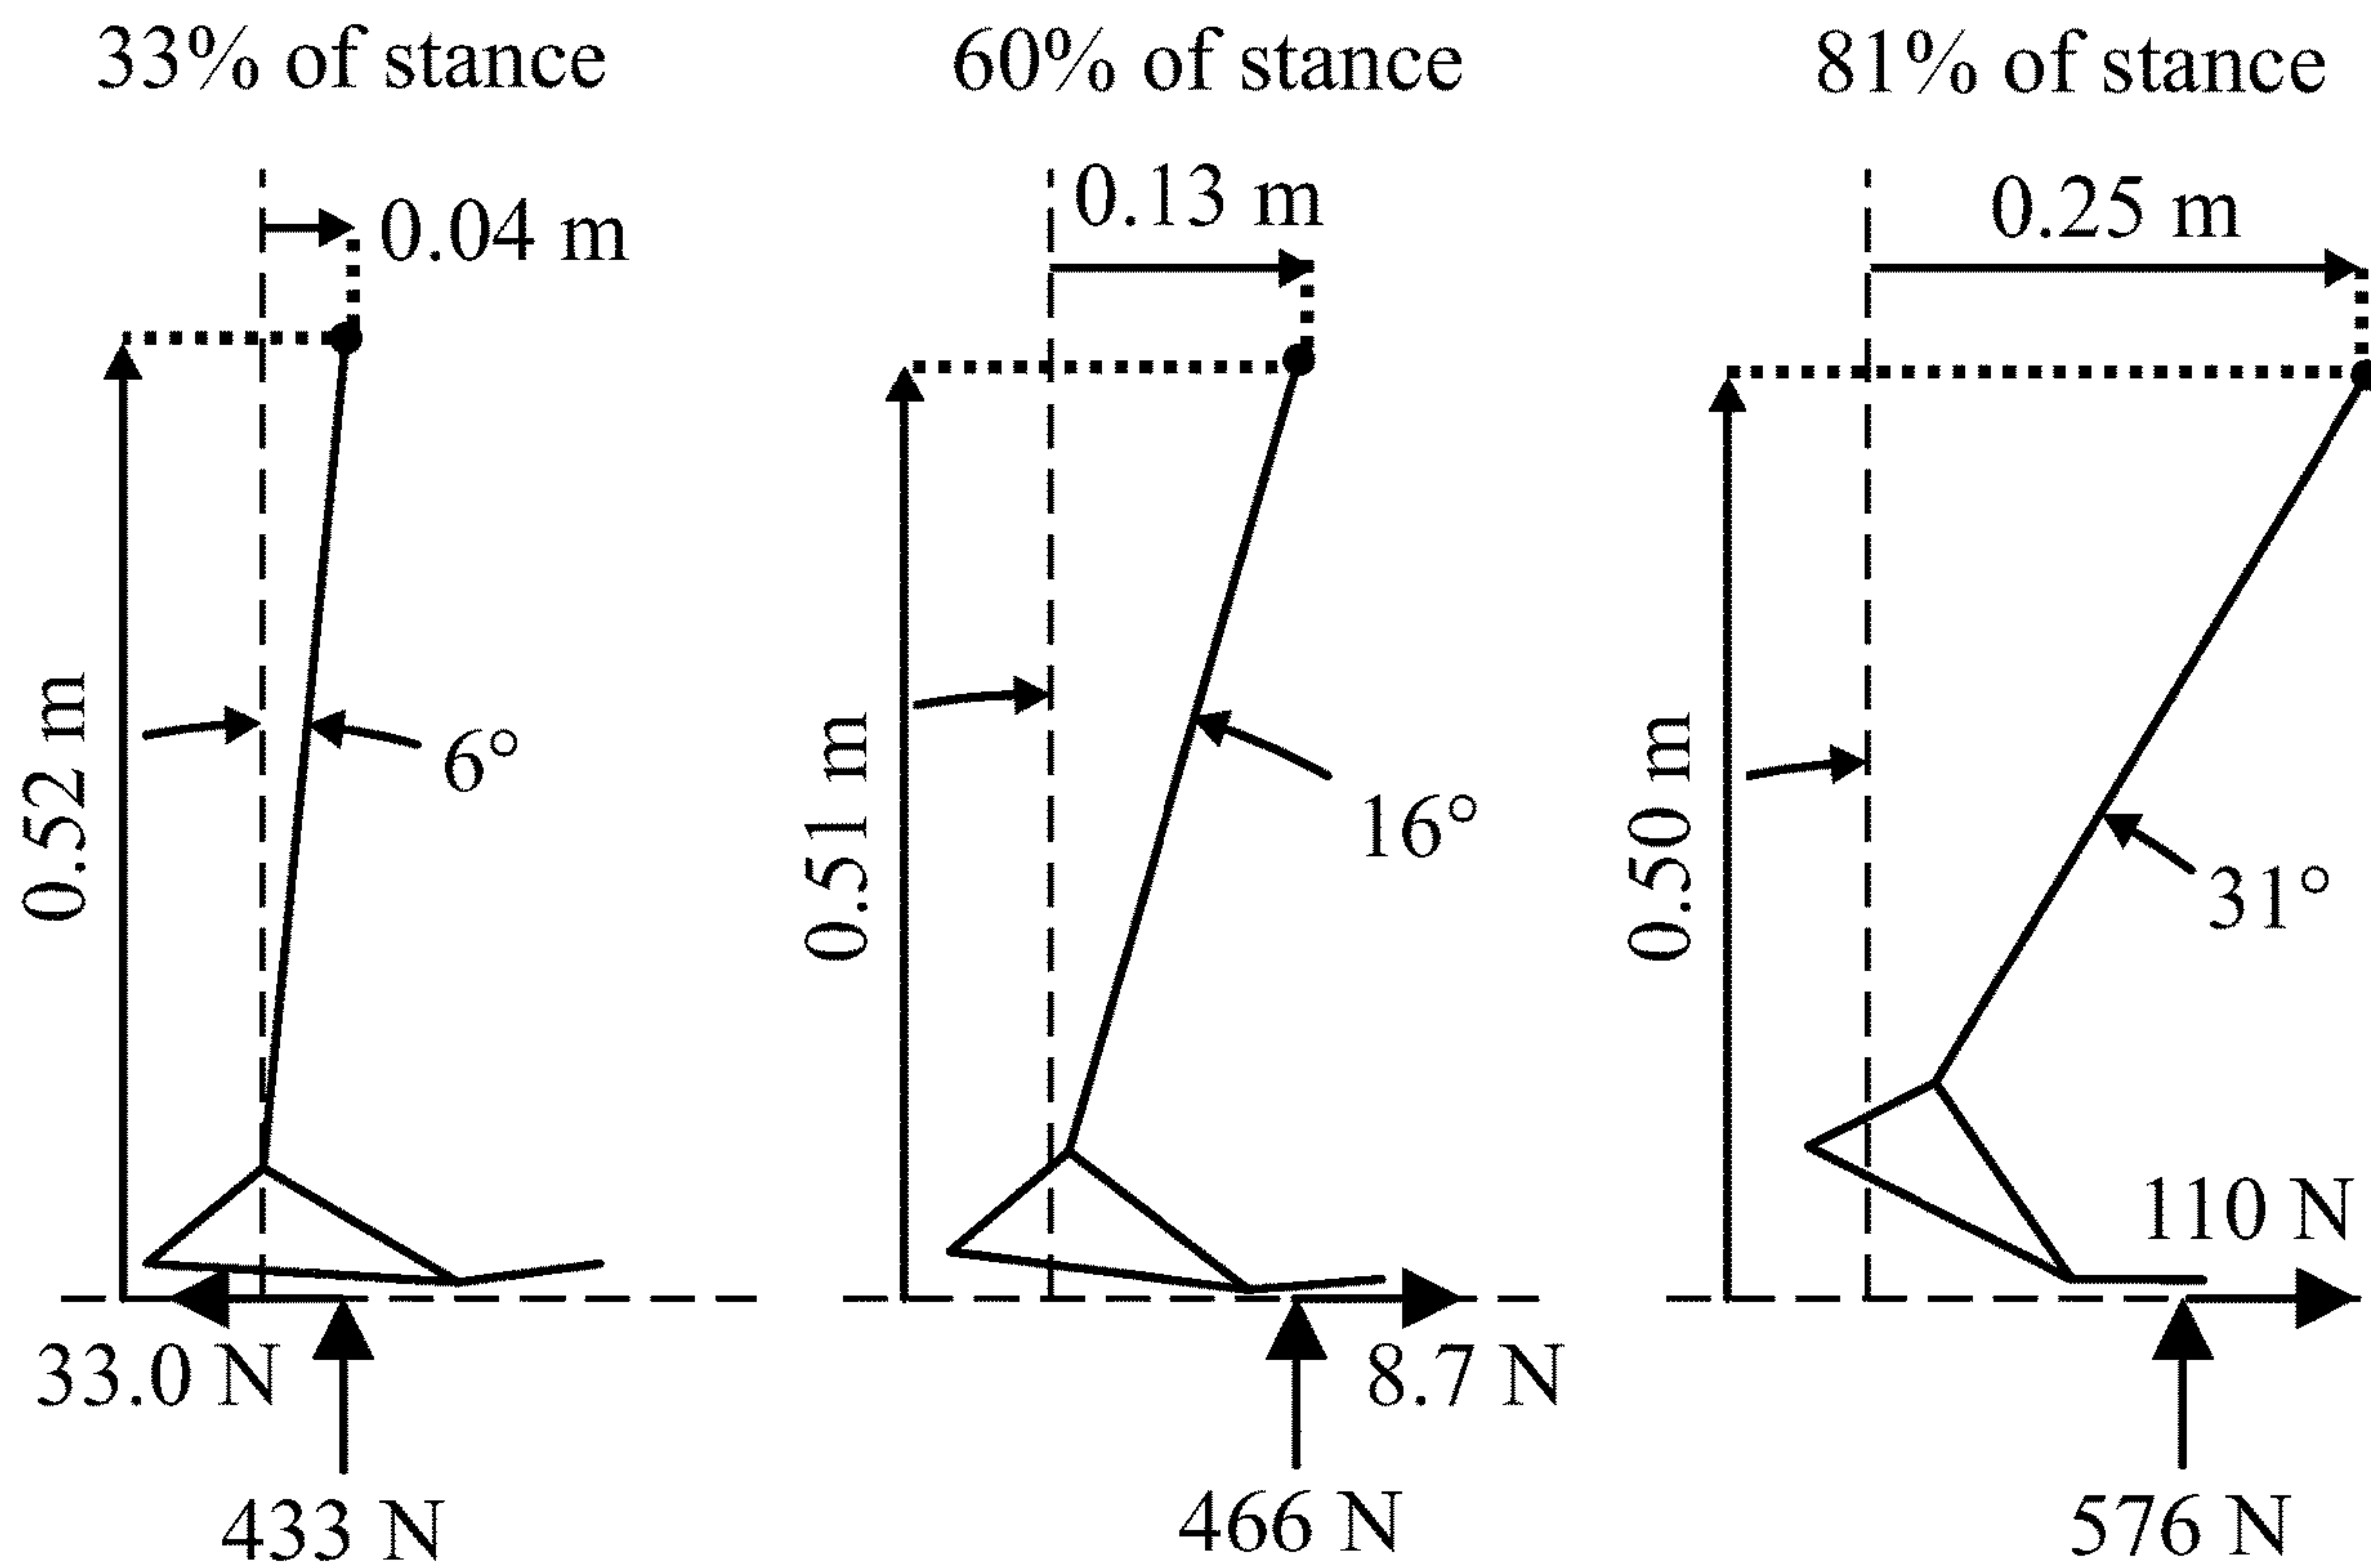 33% of stance
0.04 m
0.52 m
6°
33.0 N
433 N
60% of stance
0.13 m
0.51 m
16°
8.7 N
466 N
81% of stance
0.25 m
0.50 m
31°
110 N
576 N